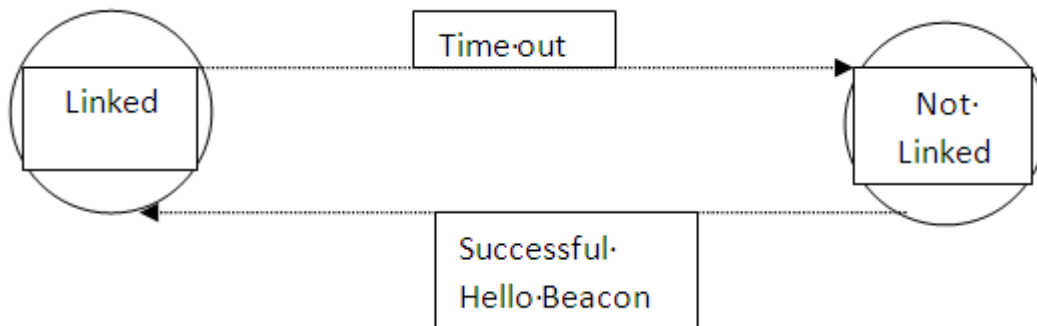 Time·out
Linked
Not·
Linked
Successful·
Hello·Beacon